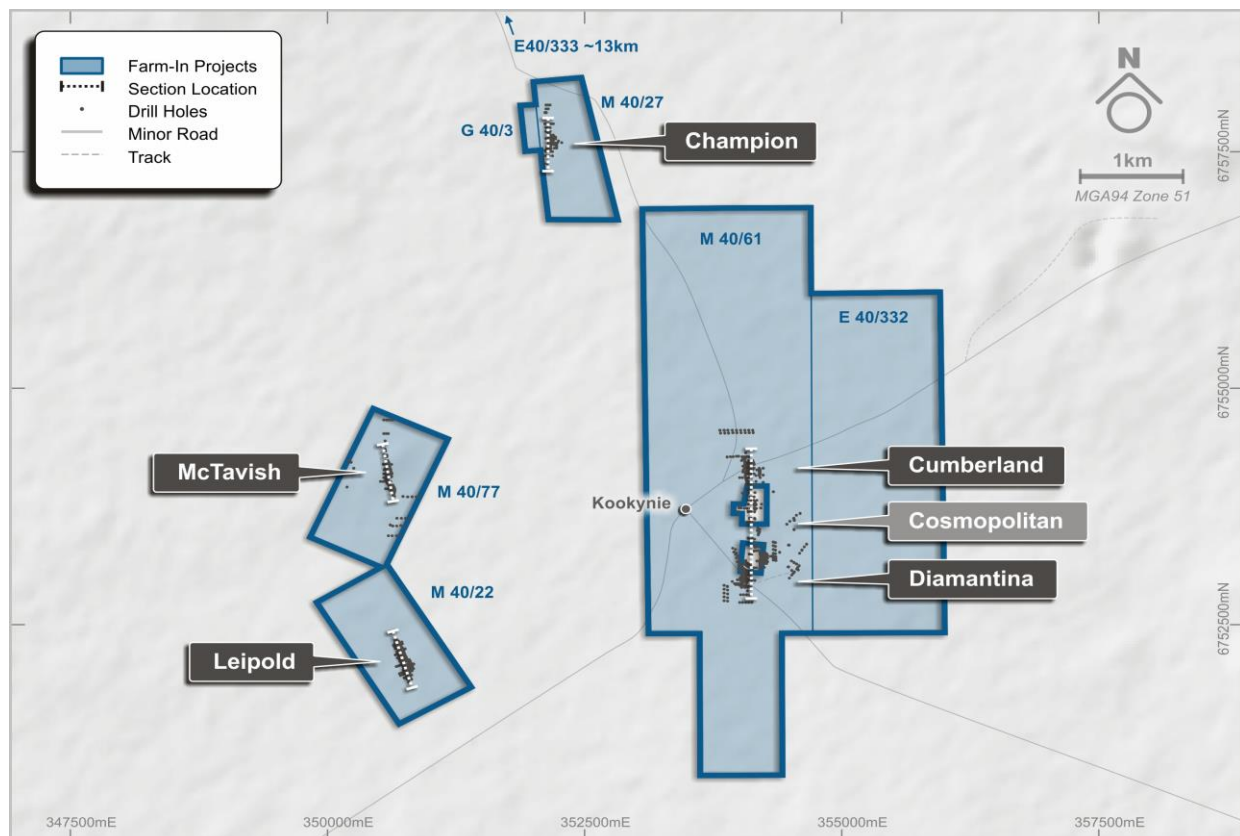 Farm-In Projects
Section Location
Drill Holes
Minor Road
Track
E40/333 ~13km
M 40/27
G 40/3
Champion
N
1km
MGA94 Zone 51
6757500mN
M 40/61
E 40/332
6755000mN
McTavish
M 40/77
Cumberland
Kookynie
Cosmopolitan
Diamantina
M 40/22
6752500mN
Leipold
347500mE
350000mE
352500mE
355000mE
357500mE